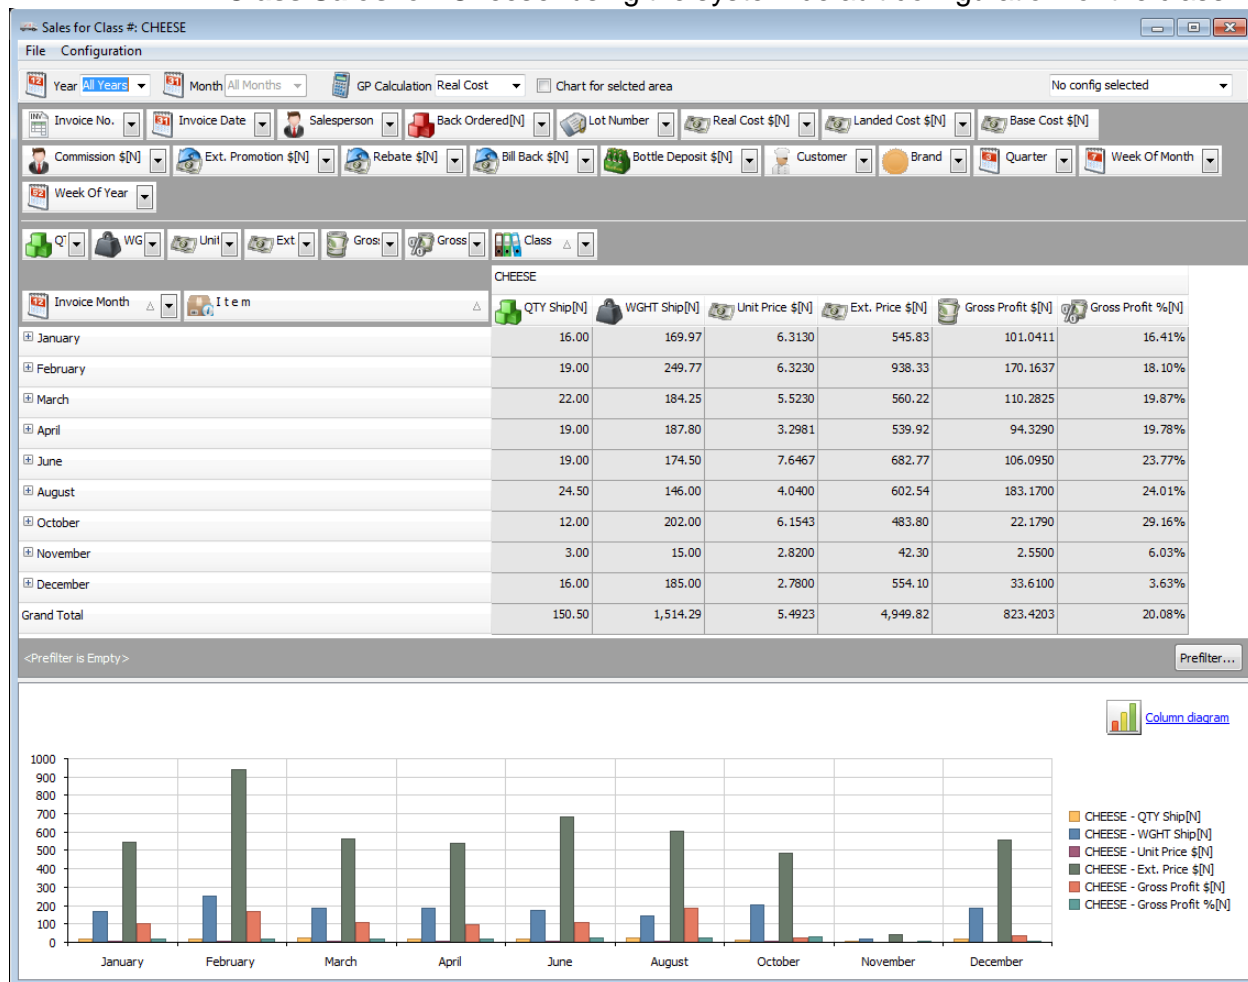 Sales for Class #: CHEESE
File Configuration
Year All Years Month All Months GP Calculation Real Cost Chart for selcted area No config selected
Invoice No. Invoice Date Salesperson Back Ordered[N] Lot Number Real Cost $[N] Landed Cost $[N] Base Cost $[N]
Commission $[N] Ext. Promotion $[N] Rebate $[N] Bill Back $[N] Bottle Deposit $[N] Customer Brand Quarter Week Of Month
Week Of Year
WG Unit Ext Gros Gross Class
CHEESE
Invoice Month Item QTY Ship[N] WGHT Ship[N] Unit Price $[N] Ext. Price $[N] Gross Profit $[N] Gross Profit %[N]
January 16.00 169.97 6.3130 545.83 101.0411 16.41%
February 19.00 249.77 6.3230 938.33 170.1637 18.10%
March 22.00 184.25 5.5230 560.22 110.2825 19.87%
April 19.00 187.80 3.2981 539.92 94.3290 19.78%
June 19.00 174.50 7.6467 682.77 106.0950 23.77%
August 24.50 146.00 4.0400 602.54 183.1700 24.01%
October 12.00 202.00 6.1543 483.80 22.1790 29.16%
November 3.00 15.00 2.8200 42.30 2.5500 6.03%
December 16.00 185.00 2.7800 554.10 33.6100 3.63%
Grand Total 150.50 1,514.29 5.4923 4,949.82 823.4203 20.08%
<Prefilter is Empty> Prefilter...
Column diagram
1000
900
800
700
600
500
400
300
200
100
0
January February March April June August October November December
CHEESE - QTY Ship[N]
CHEESE - WGHT Ship[N]
CHEESE - Unit Price $[N]
CHEESE - Ext. Price $[N]
CHEESE - Gross Profit $[N]
CHEESE - Gross Profit %[N]